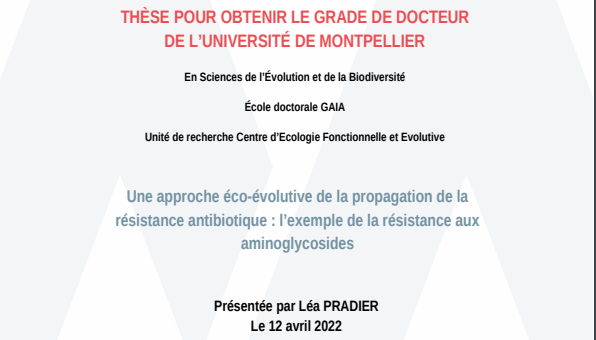 THÈSE POUR OBTENIR LE GRADE DE DOCTEUR
DE L’UNIVERSITÉ DE MONTPELLIER
En Sciences de l’Évolution et de la Biodiversité
École doctorale GAIA
Unité de recherche Centre d’Ecologie Fonctionnelle et Evolutive
Une approche éco-évolutive de la propagation de la
résistance antibiotique : l’exemple de la résistance aux
aminoglycosides
Présentée par Léa PRADIER
Le 12 avril 2022